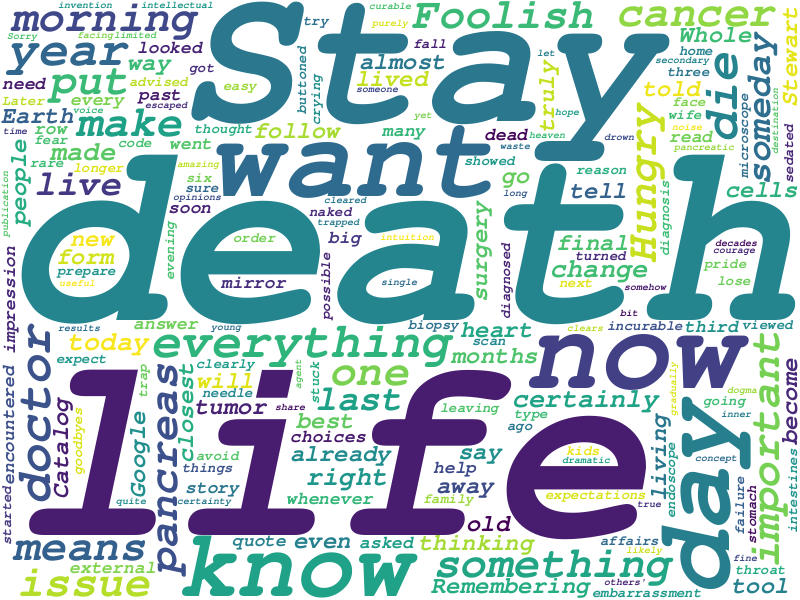 invention
intellectual
morning
Stay
try
curable
purely
Foolish
cancer
Sorry
facing
limited
year
looked
buttoned
crying
fall
let
Whole
home
secondary
Stewart
need
put
way
got
almost
someone
truly
three
die
someday
Later
every
advised
past
escaped
easy
lived
told
face
wife
noise
microscope
destination
sedated
Earth
voice
make
thought
follow
many
yet
dead
hope
heaven
drown
Hungry
read
pancreatic
time
row
code
went
want
showed
waste
reason
people
fear
made
rare
longer
amazing
six
sure
opinions
cleared
trapped
naked
long
go
tell
diagnosis
cells
publication
live
soon
death
new
form
prepare
useful
evening
order
mirror
big
possible
intuition
single
surgery
diagnosed
final
turned
change
next
somehow
decades
courage
pride
lose
impression
results
today
answer
young
biopsy
heart
clears
bit
incurable
third
viewed
expect
everything
scan
months
now
encountered
started
doctor
Catalog
goodbyes
trap
Google
pancreas
closest
clearly
will
needle
tumor
share
agent
stuck
one
last
best
choices
leaving
type
ago
certainly
gradually
dogma
going
inner
important
become
life
avoid
things
story
certainty
quite
already
right
whenever
say
help
away
family
kids
dramatic
expectations
true
living
endoscope
day
concept
failure
stomach
intestines
means
external
issue
know
quote
even
asked
old
thinking
something
Remembering
affairs
likely
others'
embarrassment
fine
throat
tool